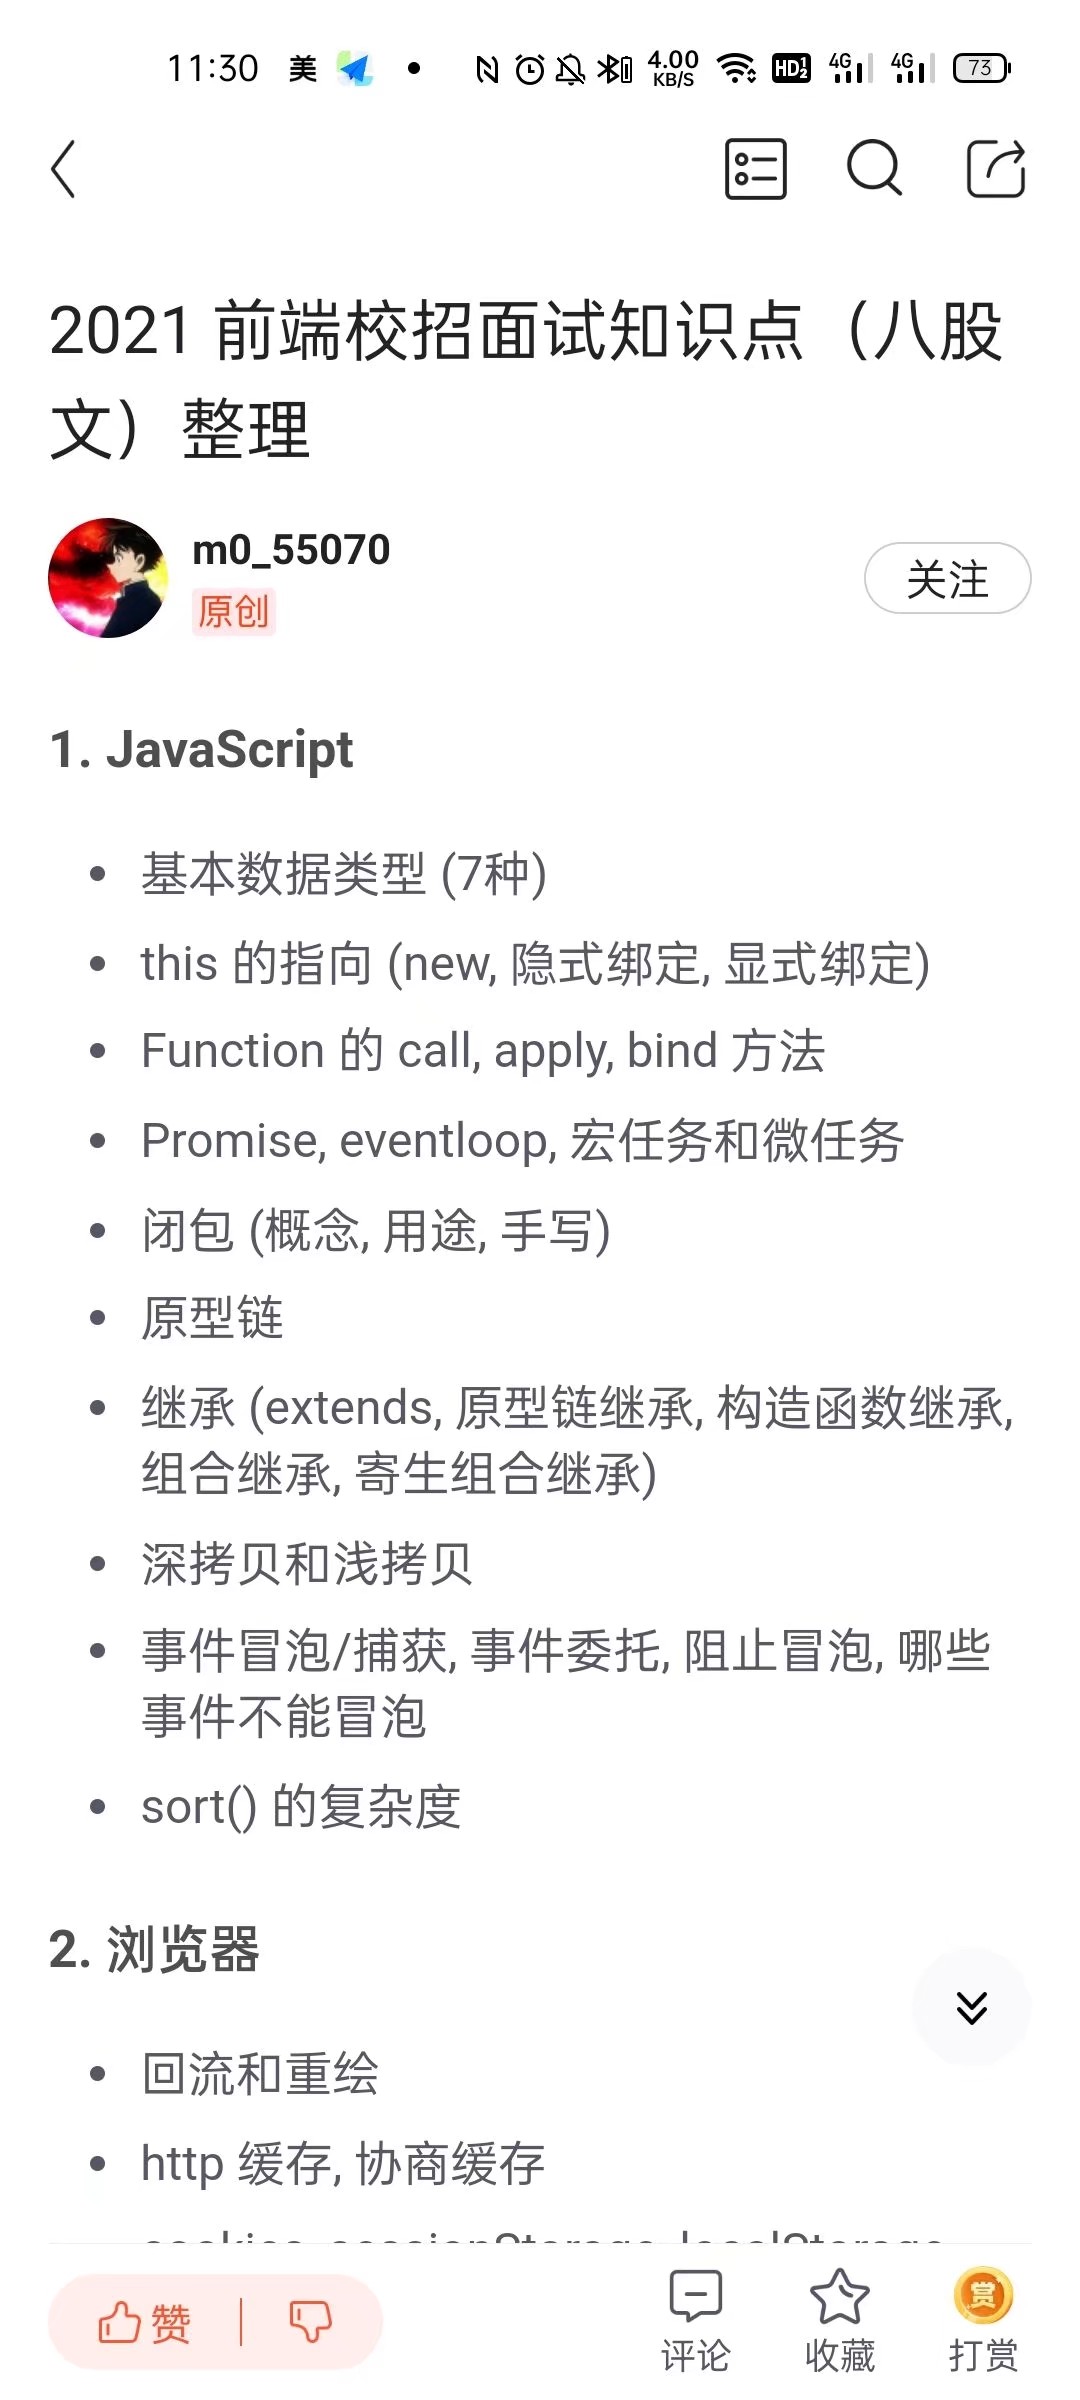 11:30 美 4.00 KB/S HD 1 2 4G 4G 73
2021 前端校招面试知识点（八股
文）整理
m0_55070
原创
关注
1. JavaScript
• 基本数据类型 (7种)
• this 的指向 (new, 隐式绑定, 显式绑定)
• Function 的 call, apply, bind 方法
• Promise, eventloop, 宏任务和微任务
• 闭包 (概念, 用途, 手写)
• 原型链
• 继承 (extends, 原型链继承, 构造函数继承,
组合继承, 寄生组合继承)
• 深拷贝和浅拷贝
• 事件冒泡/捕获, 事件委托, 阻止冒泡, 哪些
事件不能冒泡
• sort() 的复杂度
2. 浏览器
• 回流和重绘
• http 缓存, 协商缓存
赞
评论
收藏
赏
打赏